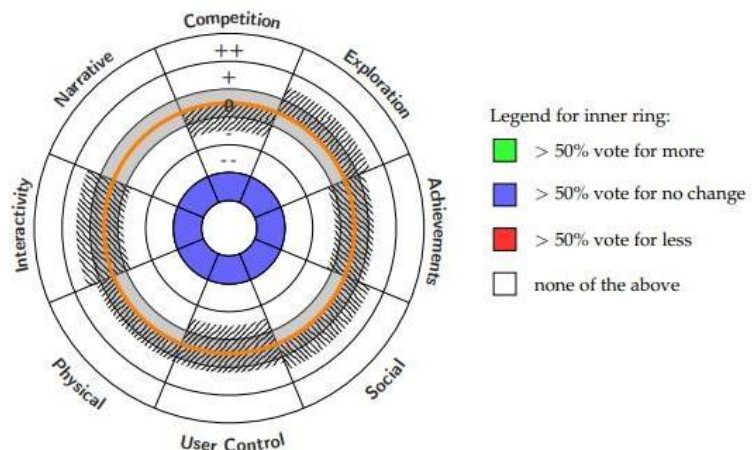 Competition
Narrative
Exploration
++
+
0
-
--
Interactivity
Achievements
Physical
Social
User Control
Legend for inner ring:
> 50% vote for more
> 50% vote for no change
> 50% vote for less
none of the above